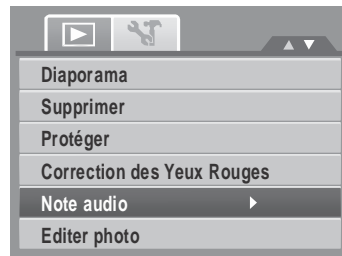 Diaporama
Supprimer
Protéger
Correction des Yeux Rouges
Note audio
Editer photo